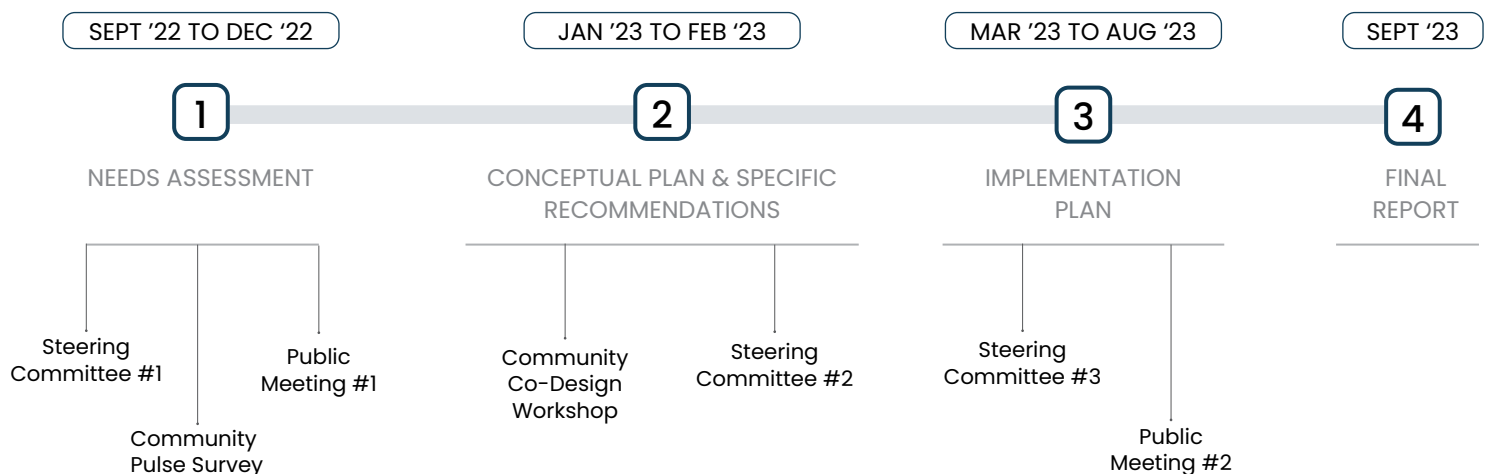 SEPT ’22 TO DEC ‘22
JAN ’23 TO FEB ‘23
MAR ’23 TO AUG ‘23
SEPT ‘23
1
2
3
4
NEEDS ASSESSMENT
CONCEPTUAL PLAN & SPECIFIC
RECOMMENDATIONS
IMPLEMENTATION
PLAN
FINAL
REPORT
Steering
Committee #1
Community
Pulse Survey
Public
Meeting #1
Community
Co-Design
Workshop
Steering
Committee #2
Steering
Committee #3
Public
Meeting #2